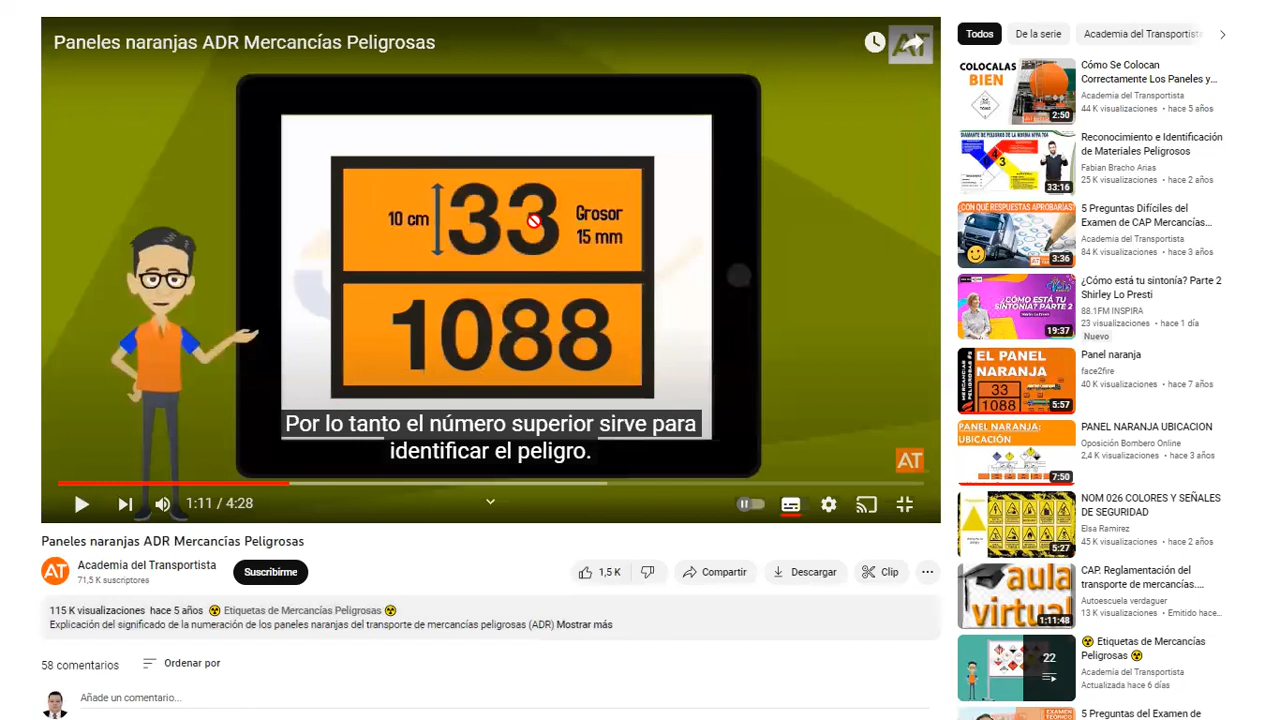 Paneles naranjas ADR Mercancías Peligrosas
AT
10 cm
33
Grosor
15 mm
1088
Por lo tanto el número superior sirve para
identificar el peligro.
AT
1:11 / 4:28
Paneles naranjas ADR Mercancías Peligrosas
AT
Academia del Transportista
71,5 K suscriptores
Suscribirme
1,5 K
Compartir
Descargar
Clip
115 K visualizaciones hace 5 años ☢ Etiquetas de Mercancías Peligrosas ☢
Explicación del significado de la numeración de los paneles naranjas del transporte de mercancías peligrosas (ADR) Mostrar más
58 comentarios
Ordenar por
Añade un comentario...
Todos
De la serie
Academia del Transportista
COLOCALAS
BIEN
2:50
Cómo Se Colocan
Correctamente Los Paneles y...
Academia del Transportista
44 K visualizaciones • hace 5 años
33:16
Reconocimiento e Identificación
de Materiales Peligrosos
Fabian Bracho Arias
25 K visualizaciones • hace 2 años
¿CON QUÉ RESPUESTAS APROBARÍAS?
3:36
5 Preguntas Difíciles del
Examen de CAP Mercancías...
Academia del Transportista
84 K visualizaciones • hace 3 años
¿CÓMO ESTÁ TU
SINTONÍA? PARTE 2
19:37
¿Cómo está tu sintonía? Parte 2
Shirley Lo Presti
88.1FM INSPIRA
23 visualizaciones • hace 1 día
Nuevo
EL PANEL
NARANJA
33
1088
5:57
Panel naranja
face2fire
40 K visualizaciones • hace 7 años
PANEL NARANJA:
UBICACIÓN
7:50
PANEL NARANJA UBICACION
Oposición Bombero Online
2,4 K visualizaciones • hace 3 años
5:27
NOM 026 COLORES Y SEÑALES
DE SEGURIDAD
Elsa Ramirez
45 K visualizaciones • hace 2 años
aula
virtual
1:11:48
CAP. Reglamentación del
transporte de mercancías....
Autoescuela verdaguer
13 K visualizaciones • Emitido hace...
22
☢ Etiquetas de Mercancías
Peligrosas ☢
Academia del Transportista
Actualizada hace 6 días
EXAMEN
5 Preguntas del Examen de